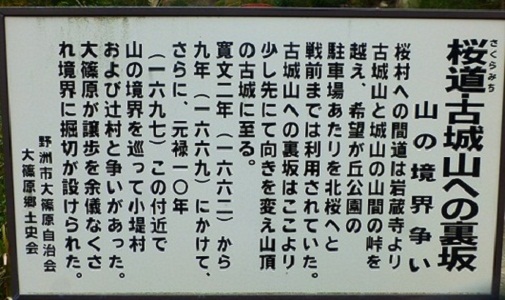 さくらみち
桜道・古城山への裏坂
山の境界争い
桜村への間道は岩蔵寺より
古城山と城山の山間の峠を
越え、希望が丘公園の
駐車場あたりを北桜へと
戦前までは利用されていた。
古城山への裏坂はここより
少し先にて向きを変え山頂
の古城に至る。
寛文二年（一六六二）から
九年（一六六九）にかけて、
さらに、元禄一〇年
（一六九七）この付近で
山の境界を巡って小堤村
および辻村と争いがあった。
大篠原が譲歩を余儀なくさ
れ境界に掘切が設けられた。
野洲市大篠原自治会
大篠原郷土史会